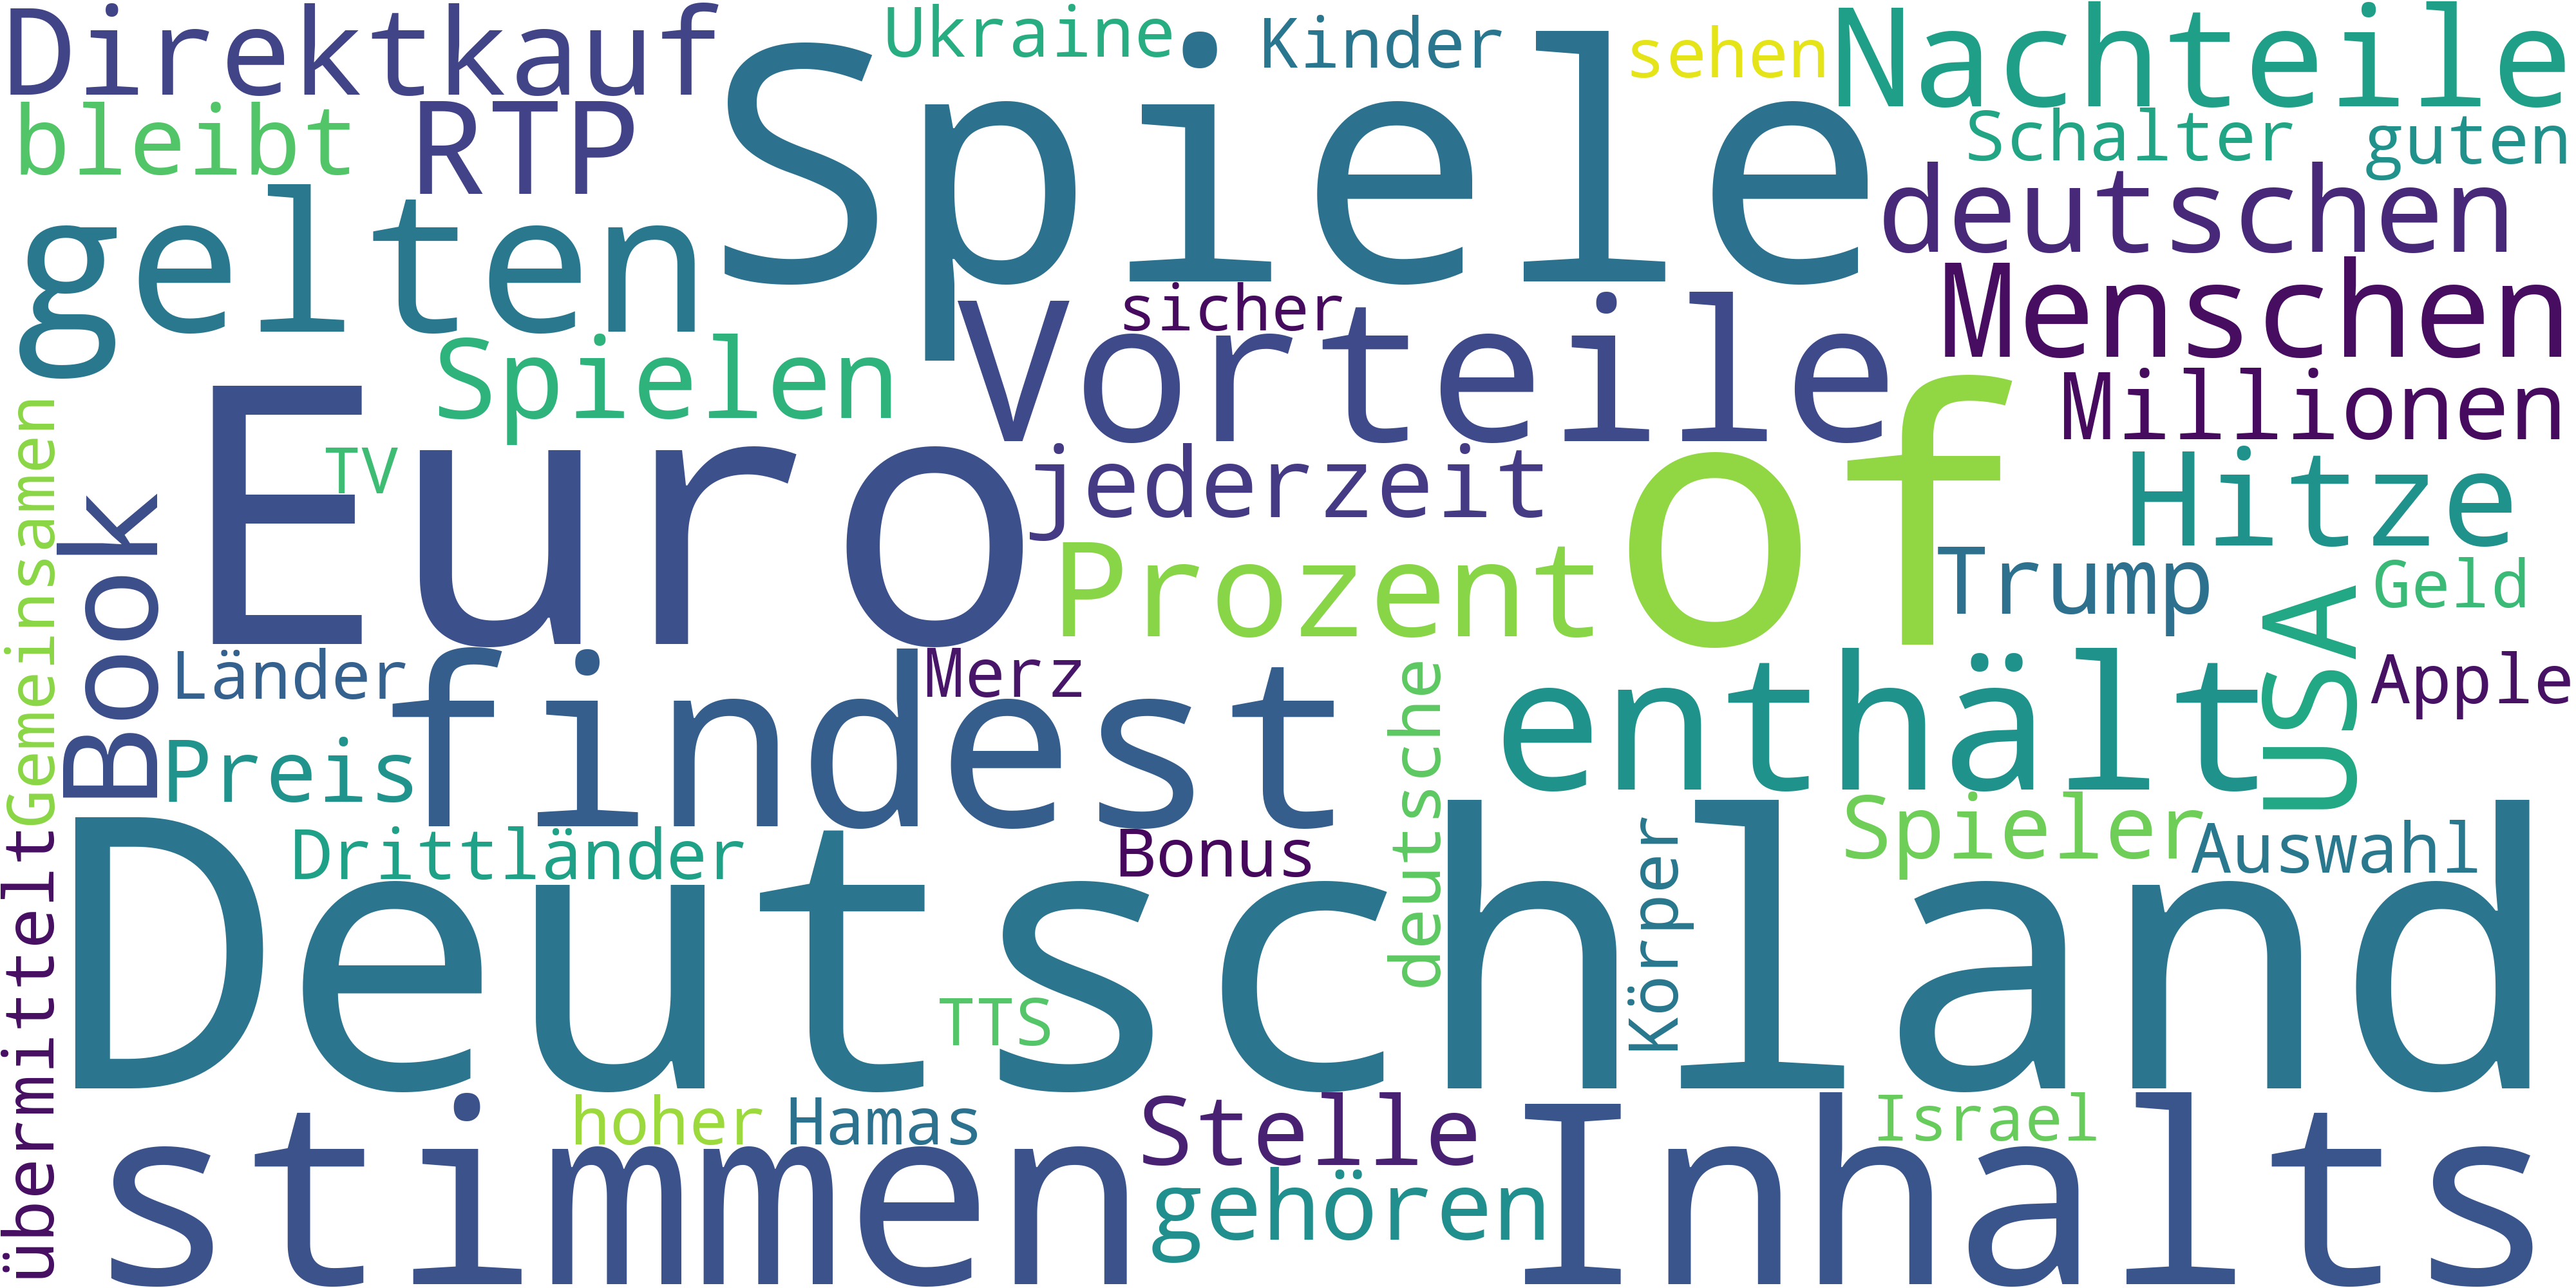 Direktkauf
Ukraine
Kinder
sehen
Nachteile
Spiele
bleibt
RTP
Schalter
guten
gelten
deutschen
sicher
Menschen
Vorteile
Spielen
Millionen
Euro
of
TV
jederzeit
Hitze
Gemeinsamen
Book
Prozent
Trump
Geld
USA
Länder
Merz
findest
deutsche
enthält
Apple
Preis
Drittländer
Bonus
Spieler
Auswahl
Körper
übermittelt
Deutschland
TTS
stimmen
hoher
Hamas
Stelle
Israel
Inhalts
gehören